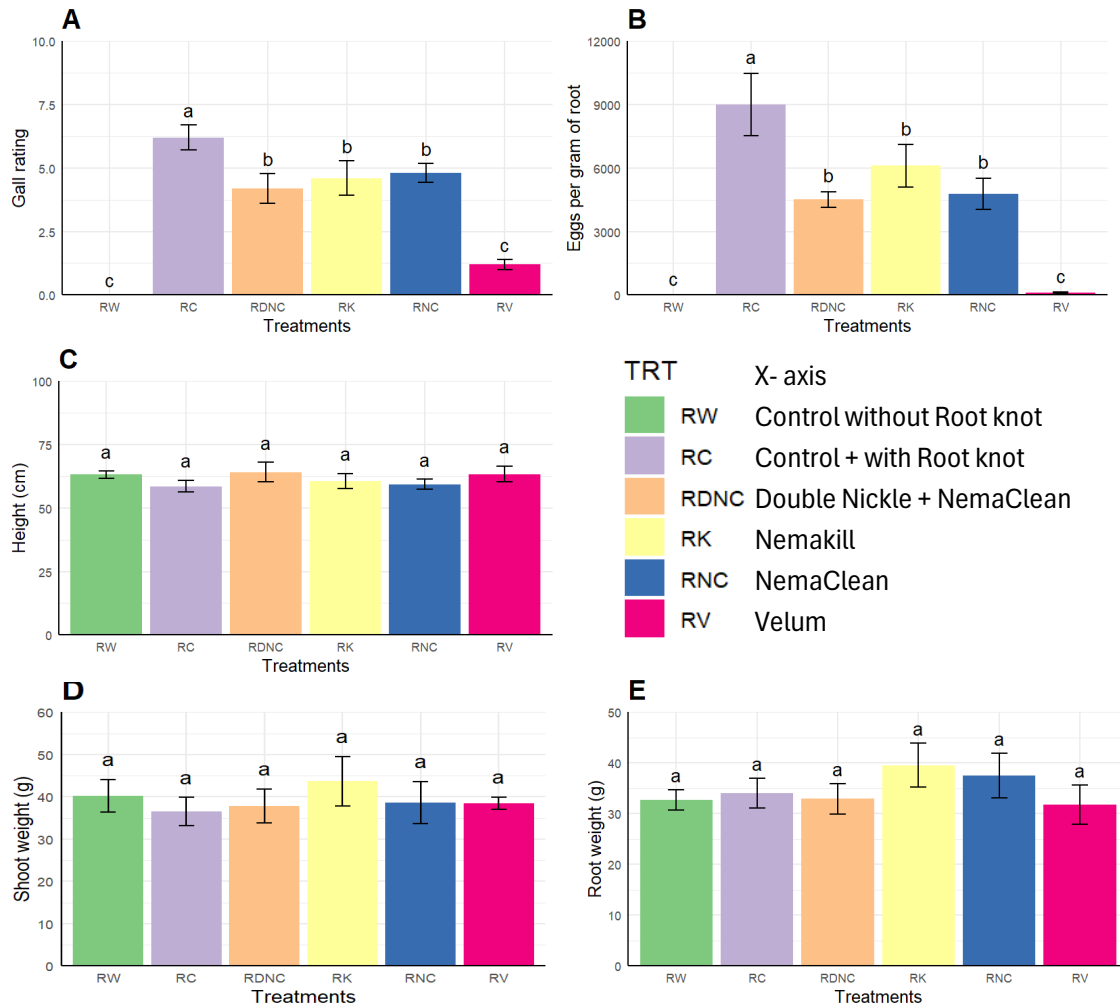 A
10.0
7.5
5.0
2.5
0.0
Gall rating
a
b
b
b
c
c
RW RC RDNC RK RNC RV
Treatments
B
12000
9000
6000
3000
0
Eggs per gram of root
a
b
b
b
c
c
RW RC RDNC RK RNC RV
Treatments
C
100
75
50
25
0
Height (cm)
a a a a a a
RW RC RDNC RK RNC RV
Treatments
TRT X- axis
RW Control without Root knot
RC Control + with Root knot
RDNC Double Nickle + NemaClean
RK Nemakill
RNC NemaClean
RV Velum
D
60
50
40
30
20
10
0
Shoot weight (g)
a a a a a a
RW RC RDNC RK RNC RV
Treatments
E
50
40
30
20
10
0
Root weight (g)
a a a a a a
RW RC RDNC RK RNC RV
Treatments